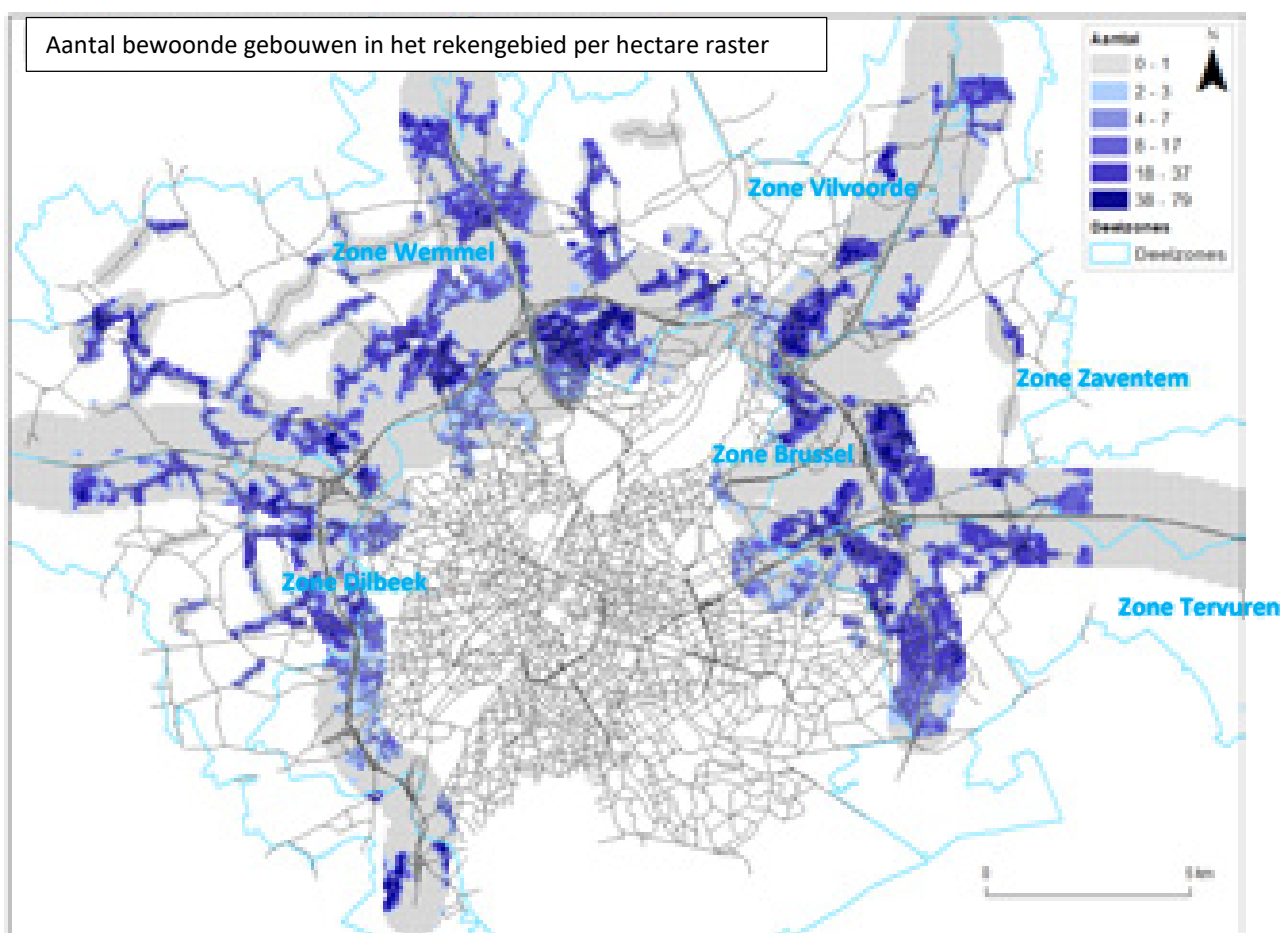 Aantal bewoonde gebouwen in het rekengebied per hectare raster
Aantal
N
0 - 1
2 - 3
4 - 7
8 - 17
18 - 37
38 - 79
Deelzones
Deelzones
Zone Vilvoorde
Zone Wemmel
Zone Zaventem
Zone Brussel
Zone Dilbeek
Zone Tervuren
0
5 km